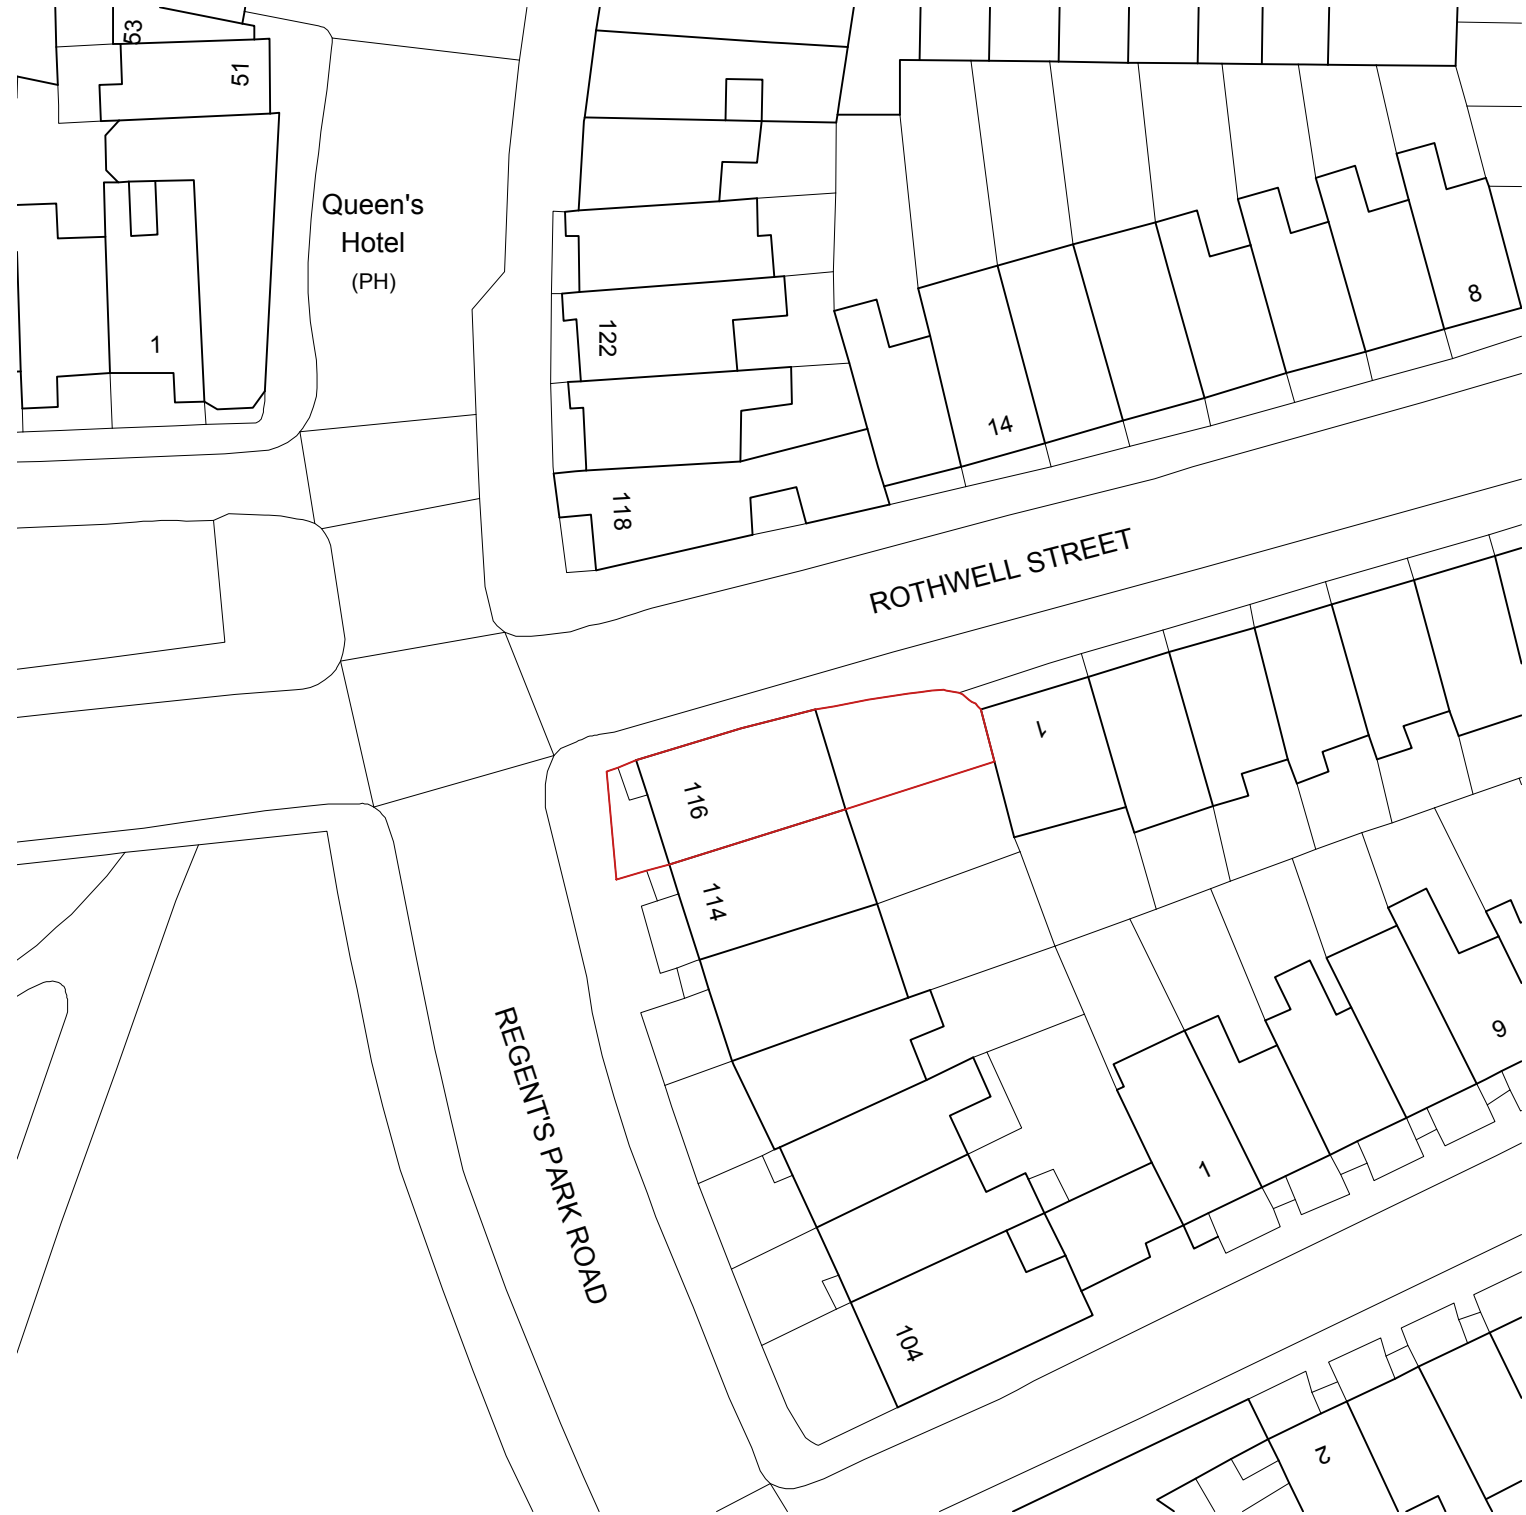 53
51
Queen's
Hotel
(PH)
1
122
8
14
118
ROTHWELL STREET
1
116
114
REGENT'S PARK ROAD
9
1
104
2